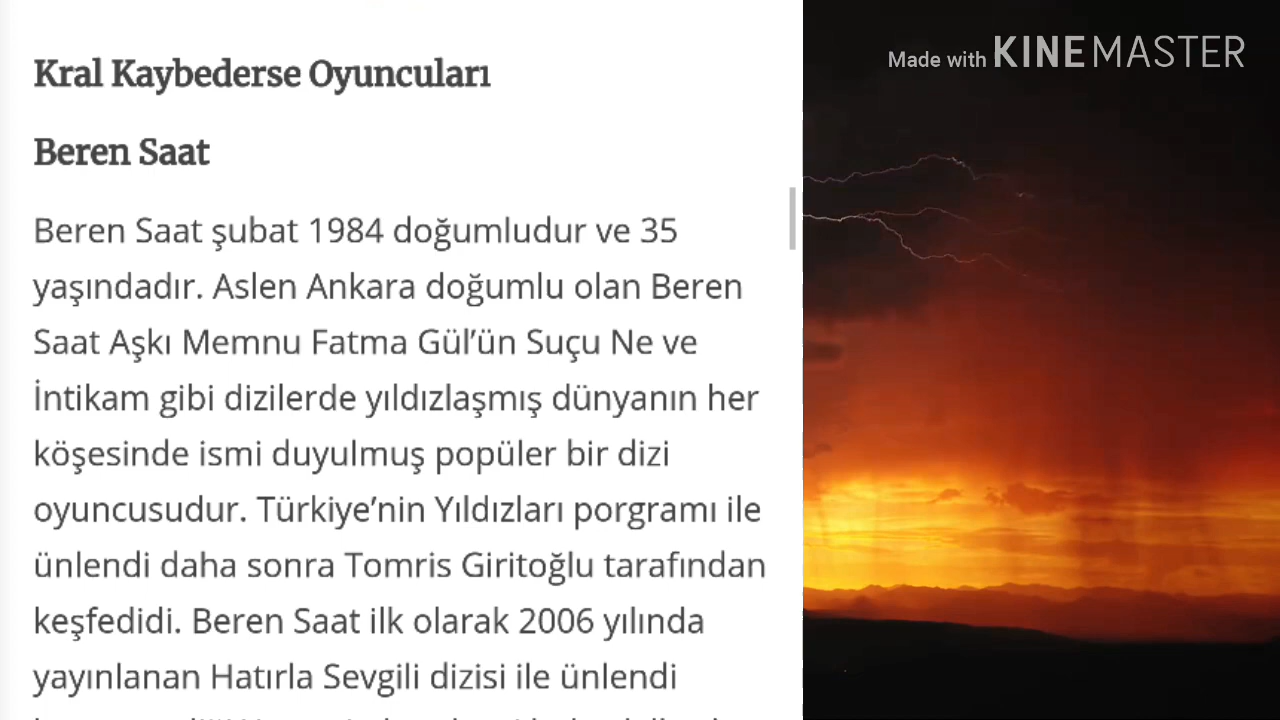 Kral Kaybederse Oyuncuları
Beren Saat
Beren Saat şubat 1984 doğumludur ve 35
yaşındadır. Aslen Ankara doğumlu olan Beren
Saat Aşkı Memnu Fatma Gül’ün Suçu Ne ve
İntikam gibi dizilerde yıldızlaşmış dünyanın her
köşesinde ismi duyulmuş popüler bir dizi
oyuncusudur. Türkiye’nin Yıldızları porgramı ile
ünlendi daha sonra Tomris Giritoğlu tarafından
keşfedidi. Beren Saat ilk olarak 2006 yılında
yayınlanan Hatırla Sevgili dizisi ile ünlendi
Made with KINEMASTER